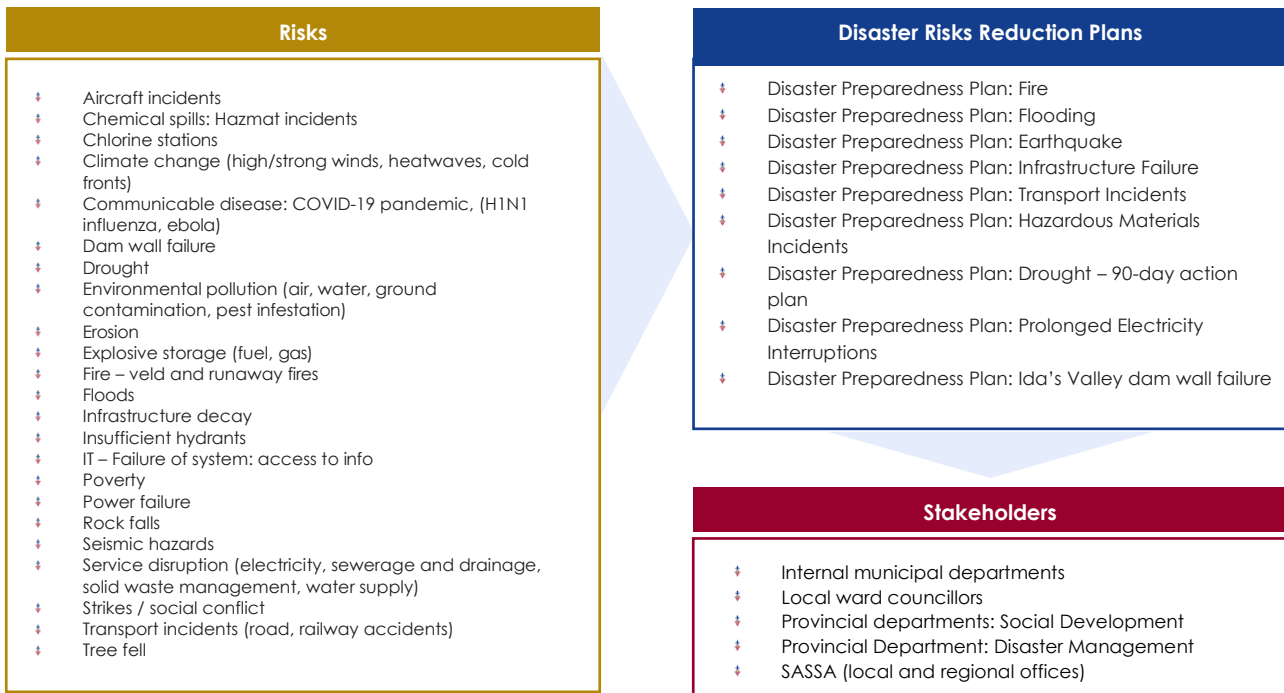 Risks
Aircraft incidents
Chemical spills: Hazmat incidents
Chlorine stations
Climate change (high/strong winds, heatwaves, cold
fronts)
Communicable disease: COVID-19 pandemic, (H1N1
influenza, ebola)
Dam wall failure
Drought
Environmental pollution (air, water, ground
contamination, pest infestation)
Erosion
Explosive storage (fuel, gas)
Fire – veld and runaway fires
Floods
Infrastructure decay
Insufficient hydrants
IT – Failure of system: access to info
Poverty
Power failure
Rock falls
Seismic hazards
Service disruption (electricity, sewerage and drainage,
solid waste management, water supply)
Strikes / social conflict
Transport incidents (road, railway accidents)
Tree fell
Disaster Risks Reduction Plans
Disaster Preparedness Plan: Fire
Disaster Preparedness Plan: Flooding
Disaster Preparedness Plan: Earthquake
Disaster Preparedness Plan: Infrastructure Failure
Disaster Preparedness Plan: Transport Incidents
Disaster Preparedness Plan: Hazardous Materials
Incidents
Disaster Preparedness Plan: Drought – 90-day action
plan
Disaster Preparedness Plan: Prolonged Electricity
Interruptions
Disaster Preparedness Plan: Ida's Valley dam wall failure
Stakeholders
Internal municipal departments
Local ward councillors
Provincial departments: Social Development
Provincial Department: Disaster Management
SASSA (local and regional offices)